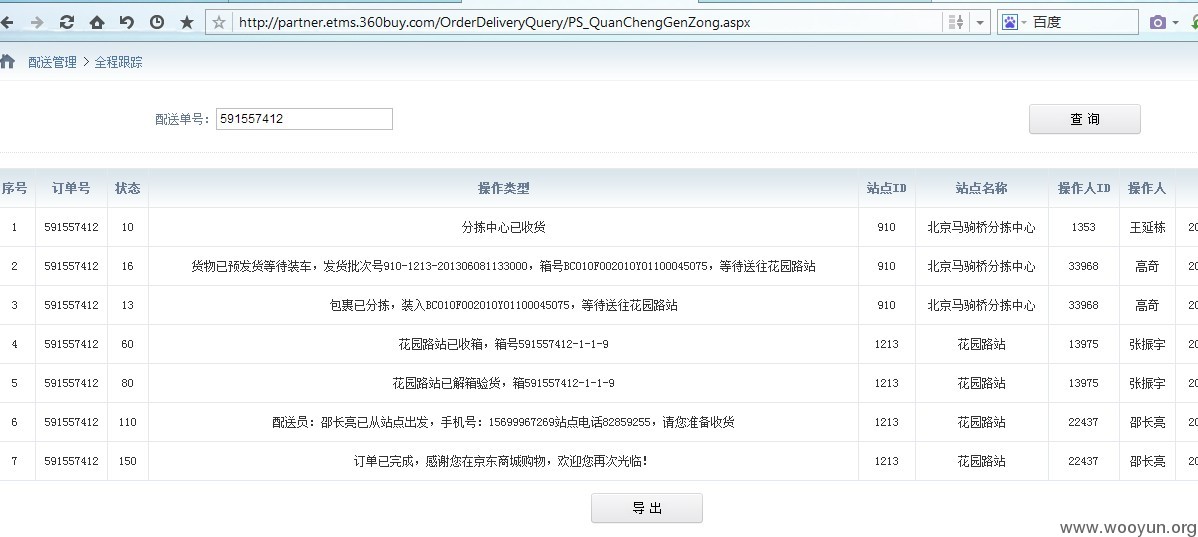 http://partner.etms.360buy.com/OrderDeliveryQuery/PS_QuanChengGenZong.aspx 百度
配送管理 > 全程跟踪
配送单号: 591557412 查 询
序号 订单号 状态 操作类型 站点ID 站点名称 操作人ID 操作人
1 591557412 10 分拣中心已收货 910 北京马驹桥分拣中心 1353 王延栋 20
2 591557412 16 货物已预发货等待装车，发货批次号910-1213-201306081133000，箱号BC010F002010Y01100045075，等待送往花园路站 910 北京马驹桥分拣中心 33968 高奇 20
3 591557412 13 包裹已分拣，装入BC010F002010Y01100045075，等待送往花园路站 910 北京马驹桥分拣中心 33968 高奇 20
4 591557412 60 花园路站已收箱，箱号591557412-1-1-9 1213 花园路站 13975 张振宇 20
5 591557412 80 花园路站已解箱验货，箱591557412-1-1-9 1213 花园路站 13975 张振宇 20
6 591557412 110 配送员：邵长亮已从站点出发，手机号：15699967269站点电话82859255，请您准备收货 1213 花园路站 22437 邵长亮 20
7 591557412 150 订单已完成，感谢您在京东商城购物，欢迎您再次光临！ 1213 花园路站 22437 邵长亮 20
导 出
www.wooyun.org